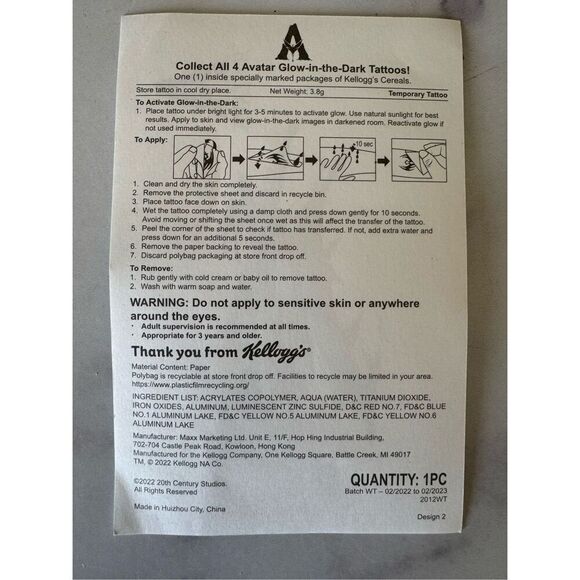 Collect All 4 Avatar Glow-in-the-Dark Tattoos!
One (1) inside specially marked packages of Kellogg's Cereals.
Store tattoo in cool dry place. Net Weight: 3.8g Temporary Tattoo
To Activate Glow-in-the-Dark:
1. Place tattoo under bright light for 3-5 minutes to activate glow. Use natural sunlight for best
results. Apply to skin and view glow-in-the-dark images in darkened room. Reactivate glow if
not used immediately.
To Apply:
×10 sec
1. Clean and dry the skin completely.
2. Remove the protective sheet and discard in recycle bin.
3. Place tattoo face down on skin.
4. Wet the tattoo completely using a damp cloth and press down gently for 10 seconds.
Avoid moving or shifting the sheet once wet as this will affect the transfer of the tattoo.
5. Peel the corner of the sheet to check if tattoo has transferred. If not, add extra water and
press down for an additional 5 seconds.
6. Remove the paper backing to reveal the tattoo.
7. Discard polybag packaging at store front drop off.
To Remove:
1. Rub gently with cold cream or baby oil to remove tattoo.
2. Wash with warm soap and water.
WARNING: Do not apply to sensitive skin or anywhere
around the eyes.
· Adult supervision is recommended at all times.
· Appropriate for 3 years and older.
Thank you from Kellogg's®
Material Content: Paper
Polybag is recyclable at store front drop off. Facilities to recycle may be limited in your area.
https://www.plasticfilmrecycling.org/
INGREDIENT LIST: ACRYLATES COPOLYMER, AQUA (WATER), TITANIUM DIOXIDE,
IRON OXIDES, ALUMINUM, LUMINESCENT ZINC SULFIDE, D&C RED NO.7, FD&C BLUE
NO.1 ALUMINUM LAKE, FD&C YELLOW NO.5 ALUMINUM LAKE, FD&C YELLOW NO.6
ALUMINUM LAKE
Manufacturer: Maxx Marketing Ltd. Unit E, 11/F, Hop Hing Industrial Building,
702-704 Castle Peak Road, Kowloon, Hong Kong
Manufactured for the Kellogg Company, One Kellogg Square, Battle Creek, MI 49017
TM, © 2022 Kellogg NA Co.
©2022 20th Century Studios.
All Rights Reserved
Made in Huizhou City, China
QUANTITY: 1PC
Batch WT – 02/2022 to 02/2023
2012WT
Design 2